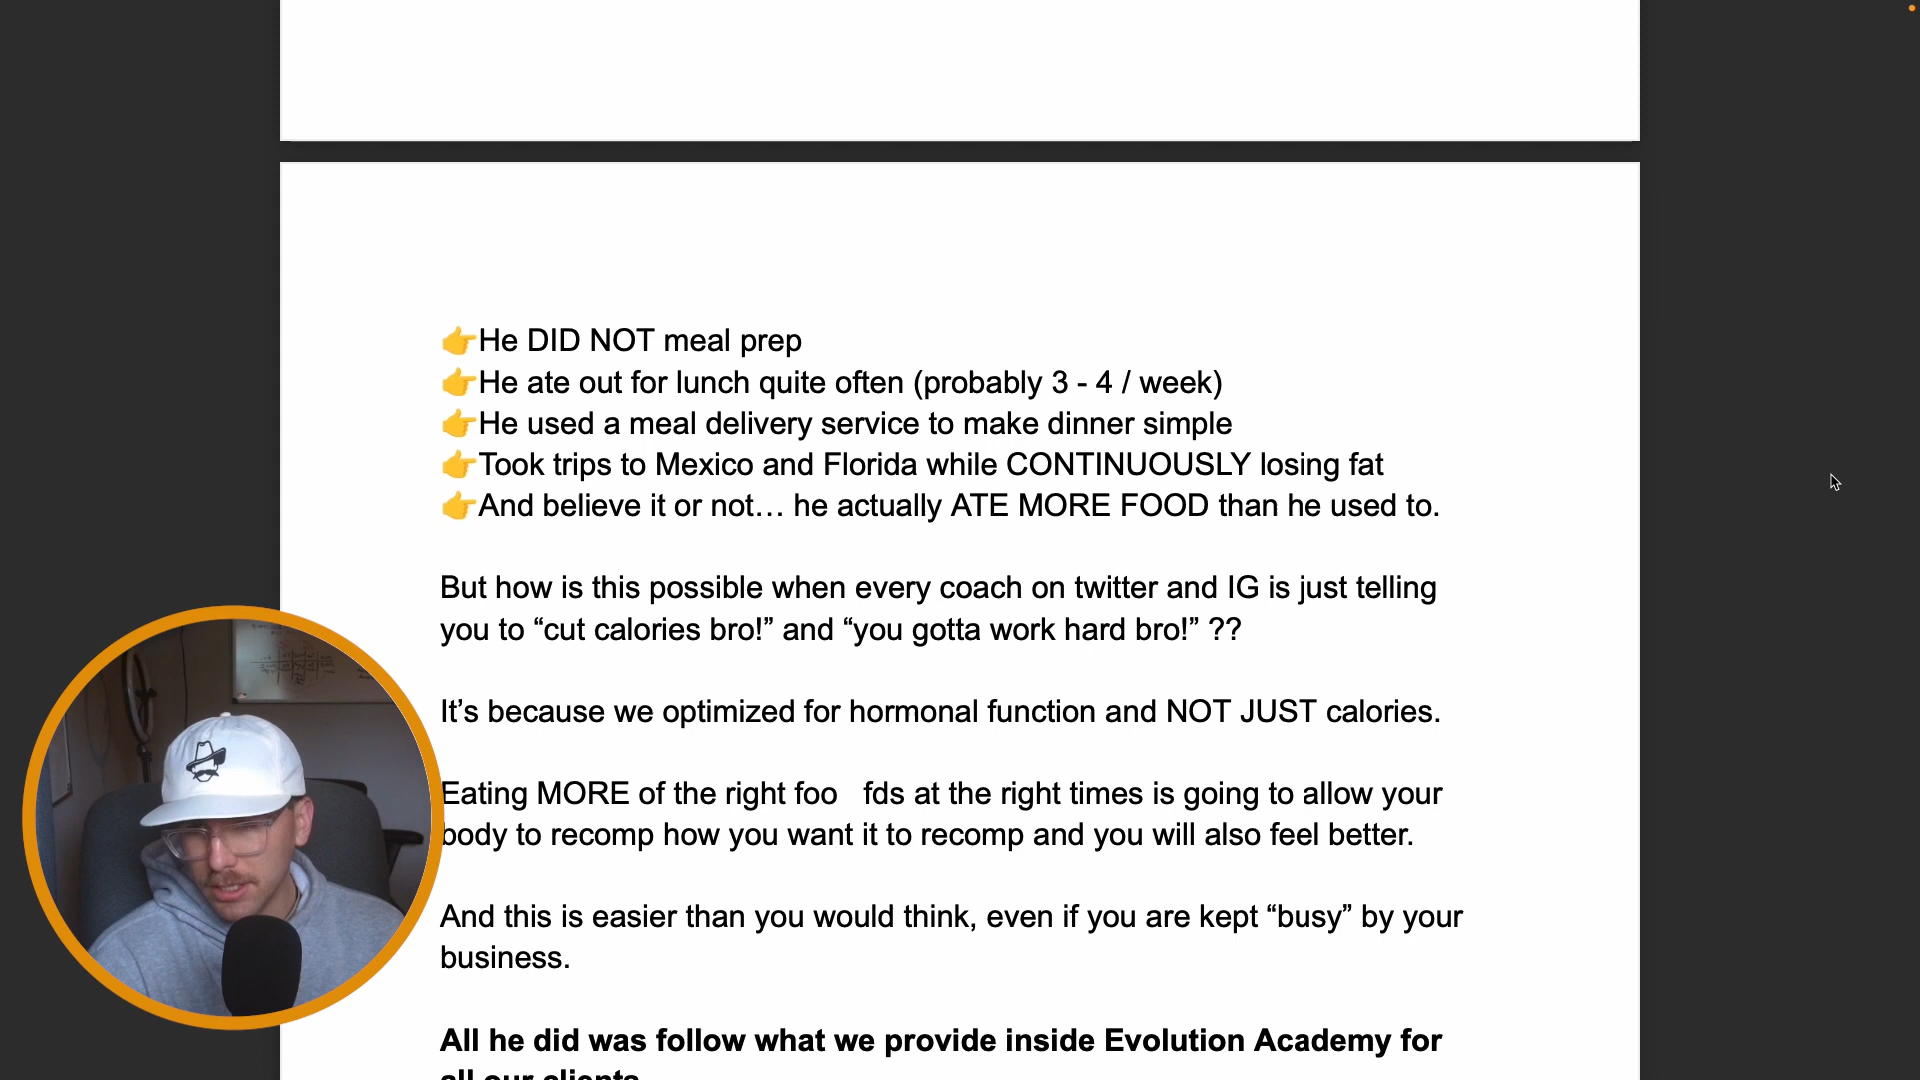 👉He DID NOT meal prep
👉He ate out for lunch quite often (probably 3 - 4 / week)
👉He used a meal delivery service to make dinner simple
👉Took trips to Mexico and Florida while CONTINUOUSLY losing fat
👉And believe it or not… he actually ATE MORE FOOD than he used to.
But how is this possible when every coach on twitter and IG is just telling
you to “cut calories bro!” and “you gotta work hard bro!” ??
It’s because we optimized for hormonal function and NOT JUST calories.
Eating MORE of the right foo   fds at the right times is going to allow your
body to recomp how you want it to recomp and you will also feel better.
And this is easier than you would think, even if you are kept “busy” by your
business.
All he did was follow what we provide inside Evolution Academy for
all our clients